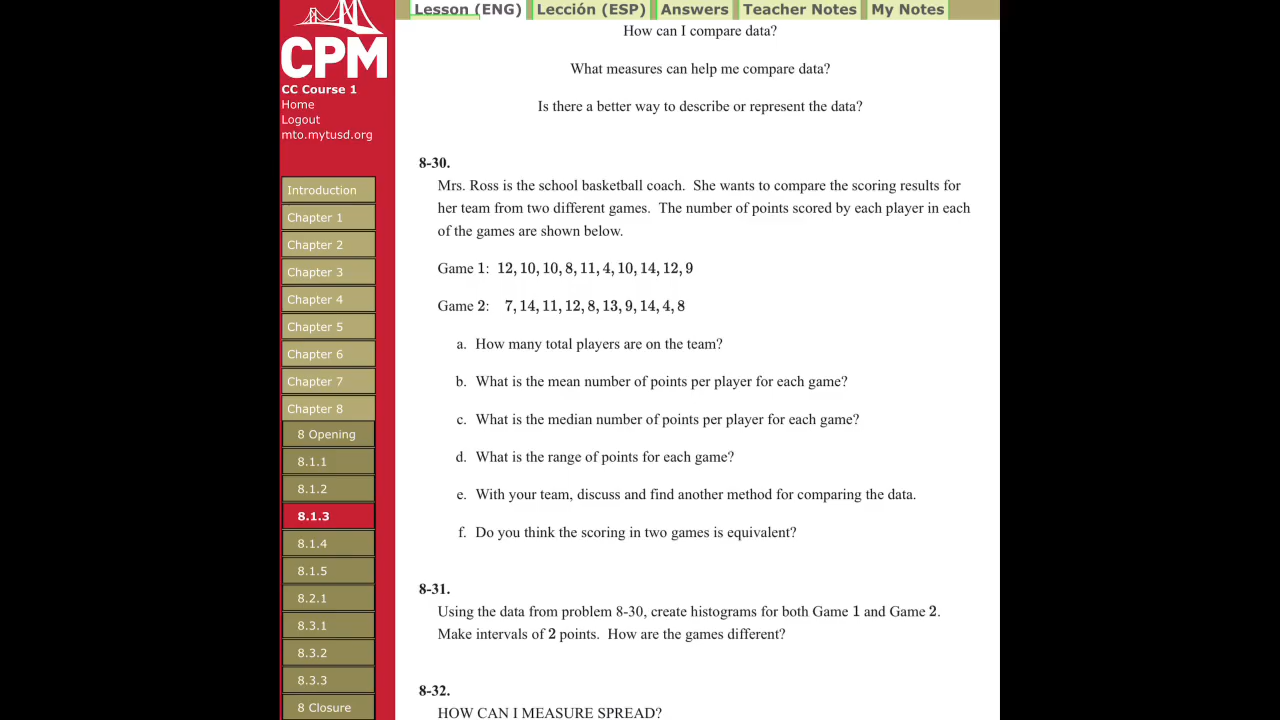 Lesson (ENG)
Lección (ESP)
Answers
Teacher Notes
My Notes
CPM
CC Course 1
Home
Logout
mto.mytusd.org
Introduction
Chapter 1
Chapter 2
Chapter 3
Chapter 4
Chapter 5
Chapter 6
Chapter 7
Chapter 8
8 Opening
8.1.1
8.1.2
8.1.3
8.1.4
8.1.5
8.2.1
8.3.1
8.3.2
8.3.3
8 Closure
How can I compare data?
What measures can help me compare data?
Is there a better way to describe or represent the data?
8-30.
Mrs. Ross is the school basketball coach. She wants to compare the scoring results for
her team from two different games. The number of points scored by each player in each
of the games are shown below.
Game 1: 12, 10, 10, 8, 11, 4, 10, 14, 12, 9
Game 2: 7, 14, 11, 12, 8, 13, 9, 14, 4, 8
a. How many total players are on the team?
b. What is the mean number of points per player for each game?
c. What is the median number of points per player for each game?
d. What is the range of points for each game?
e. With your team, discuss and find another method for comparing the data.
f. Do you think the scoring in two games is equivalent?
8-31.
Using the data from problem 8-30, create histograms for both Game 1 and Game 2.
Make intervals of 2 points. How are the games different?
8-32.
HOW CAN I MEASURE SPREAD?